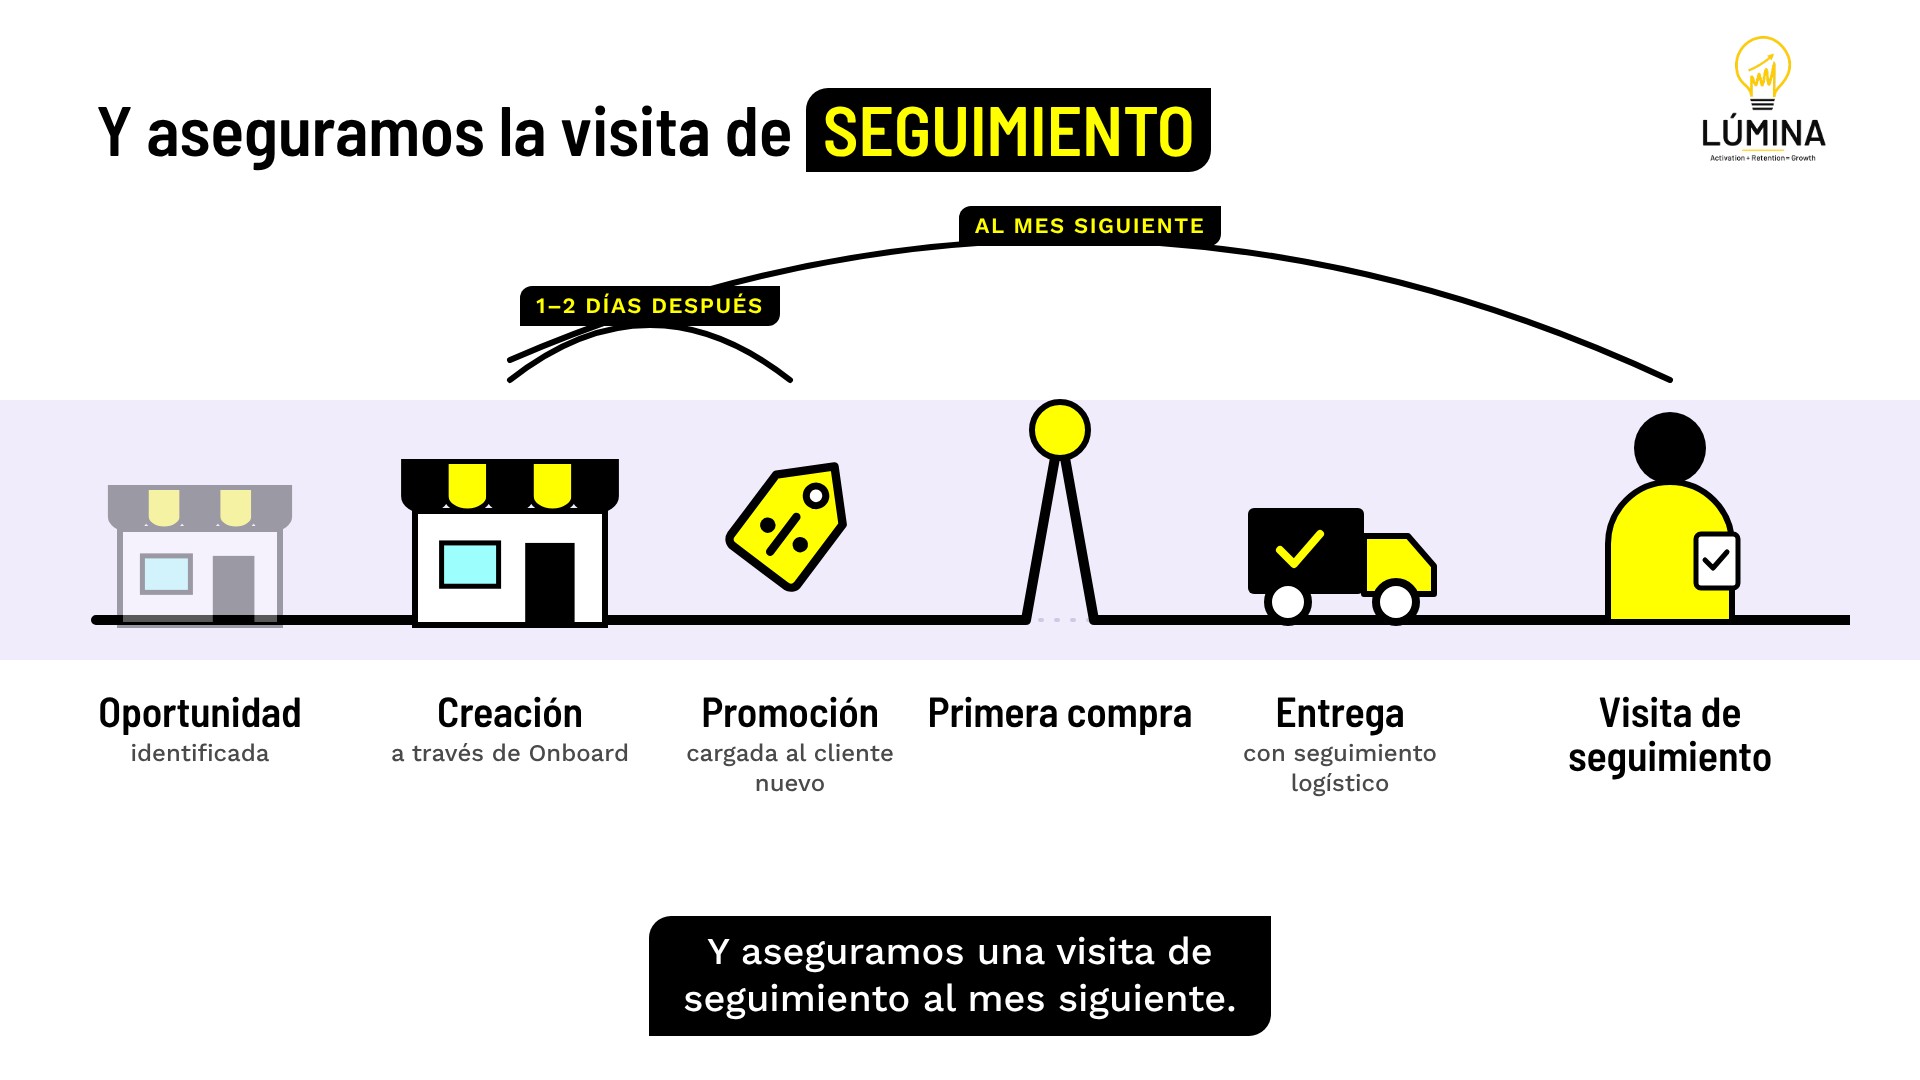 Y aseguramos la visita de SEGUIMIENTO
LÚMINA
Activation + Retention = Growth
AL MES SIGUIENTE
1–2 DÍAS DESPUÉS
Oportunidad
identificada
Creación
a través de Onboard
Promoción
cargada al cliente
nuevo
Primera compra
Entrega
con seguimiento
logístico
Visita de
seguimiento
Y aseguramos una visita de
seguimiento al mes siguiente.